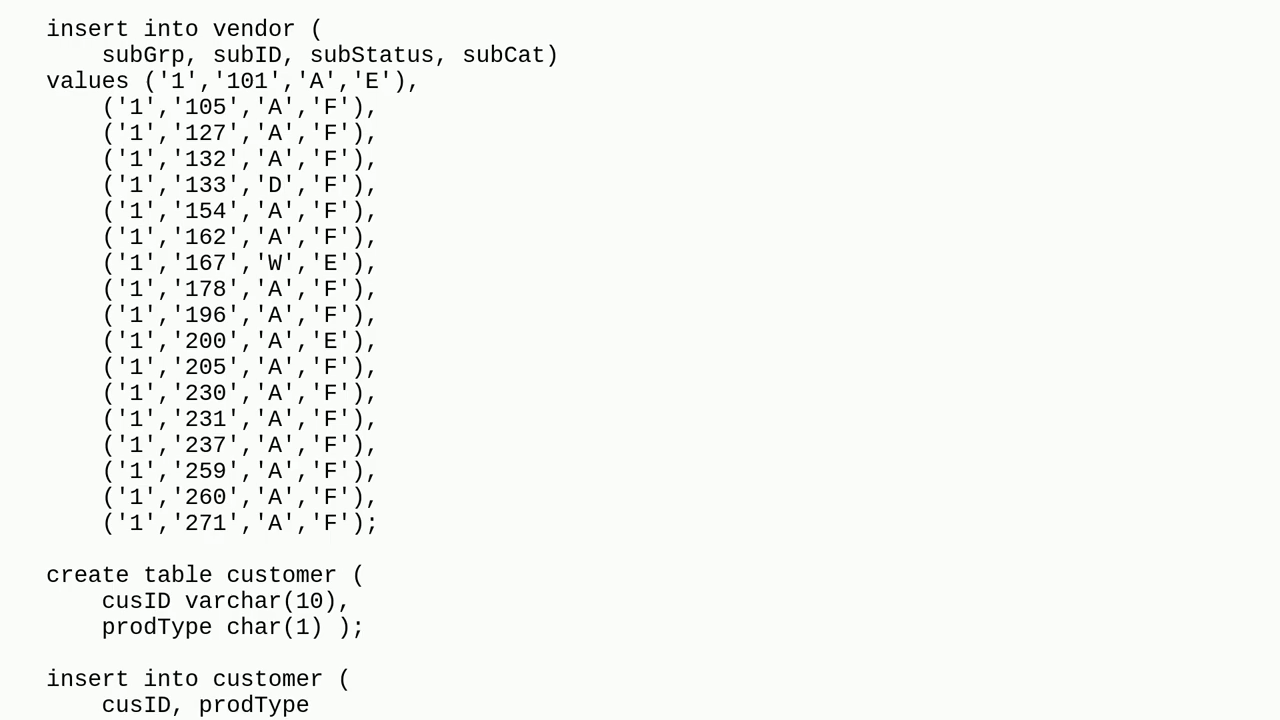 insert into vendor (
    subGrp, subID, subStatus, subCat)
values ('1','101','A','E'),
    ('1','105','A','F'),
    ('1','127','A','F'),
    ('1','132','A','F'),
    ('1','133','D','F'),
    ('1','154','A','F'),
    ('1','162','A','F'),
    ('1','167','W','E'),
    ('1','178','A','F'),
    ('1','196','A','F'),
    ('1','200','A','E'),
    ('1','205','A','F'),
    ('1','230','A','F'),
    ('1','231','A','F'),
    ('1','237','A','F'),
    ('1','259','A','F'),
    ('1','260','A','F'),
    ('1','271','A','F');
create table customer (
    cusID varchar(10),
    prodType char(1) );
insert into customer (
    cusID, prodType